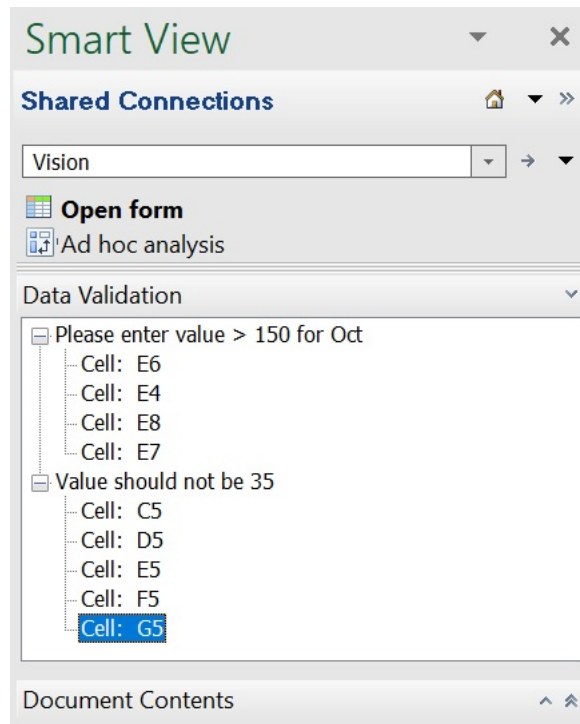 Smart View
Shared Connections
Vision
Open form
Ad hoc analysis
Data Validation
Please enter value > 150 for Oct
Cell: E6
Cell: E4
Cell: E8
Cell: E7
Value should not be 35
Cell: C5
Cell: D5
Cell: E5
Cell: F5
Cell: G5
Document Contents